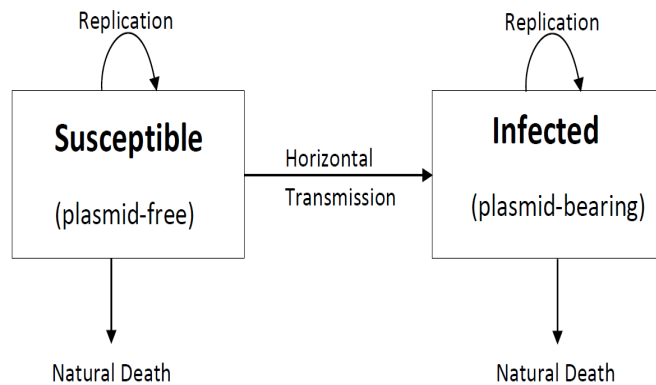 Replication
Replication
Susceptible
(plasmid-free)
Horizontal
Transmission
Infected
(plasmid-bearing)
Natural Death
Natural Death